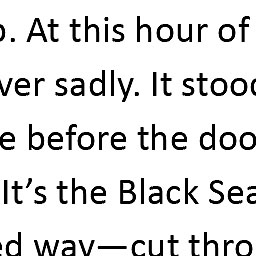 . At this hour of
ver sadly. It stood
e before the doo
It’s the Black Sea
ed way—cut thro